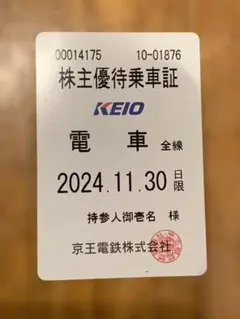 00014175 10-01876
株主優待乗車証
KEIO
電車 全線
2024.11.30 日限
持参人御壱名 様
京王電鉄株式会社